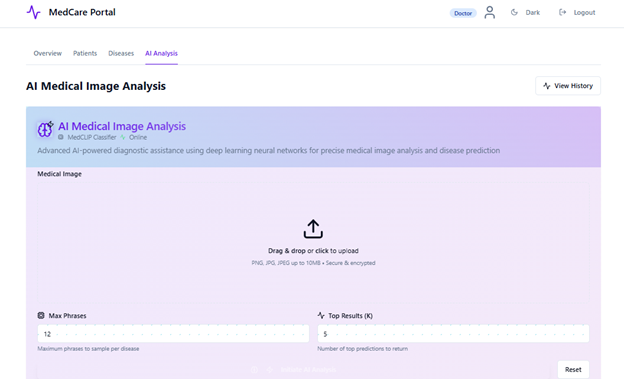 MedCare Portal
Doctor
Dark
Logout
Overview
Patients
Diseases
AI Analysis
AI Medical Image Analysis
View History
AI Medical Image Analysis
MedCLIP Classifier
Online
Advanced AI-powered diagnostic assistance using deep learning neural networks for precise medical image analysis and disease prediction
Medical Image
Drag & drop or click to upload
PNG, JPG, JPEG up to 10MB • Secure & encrypted
Max Phrases
Top Results (K)
12
5
Maximum phrases to sample per disease
Number of top predictions to return
Reset